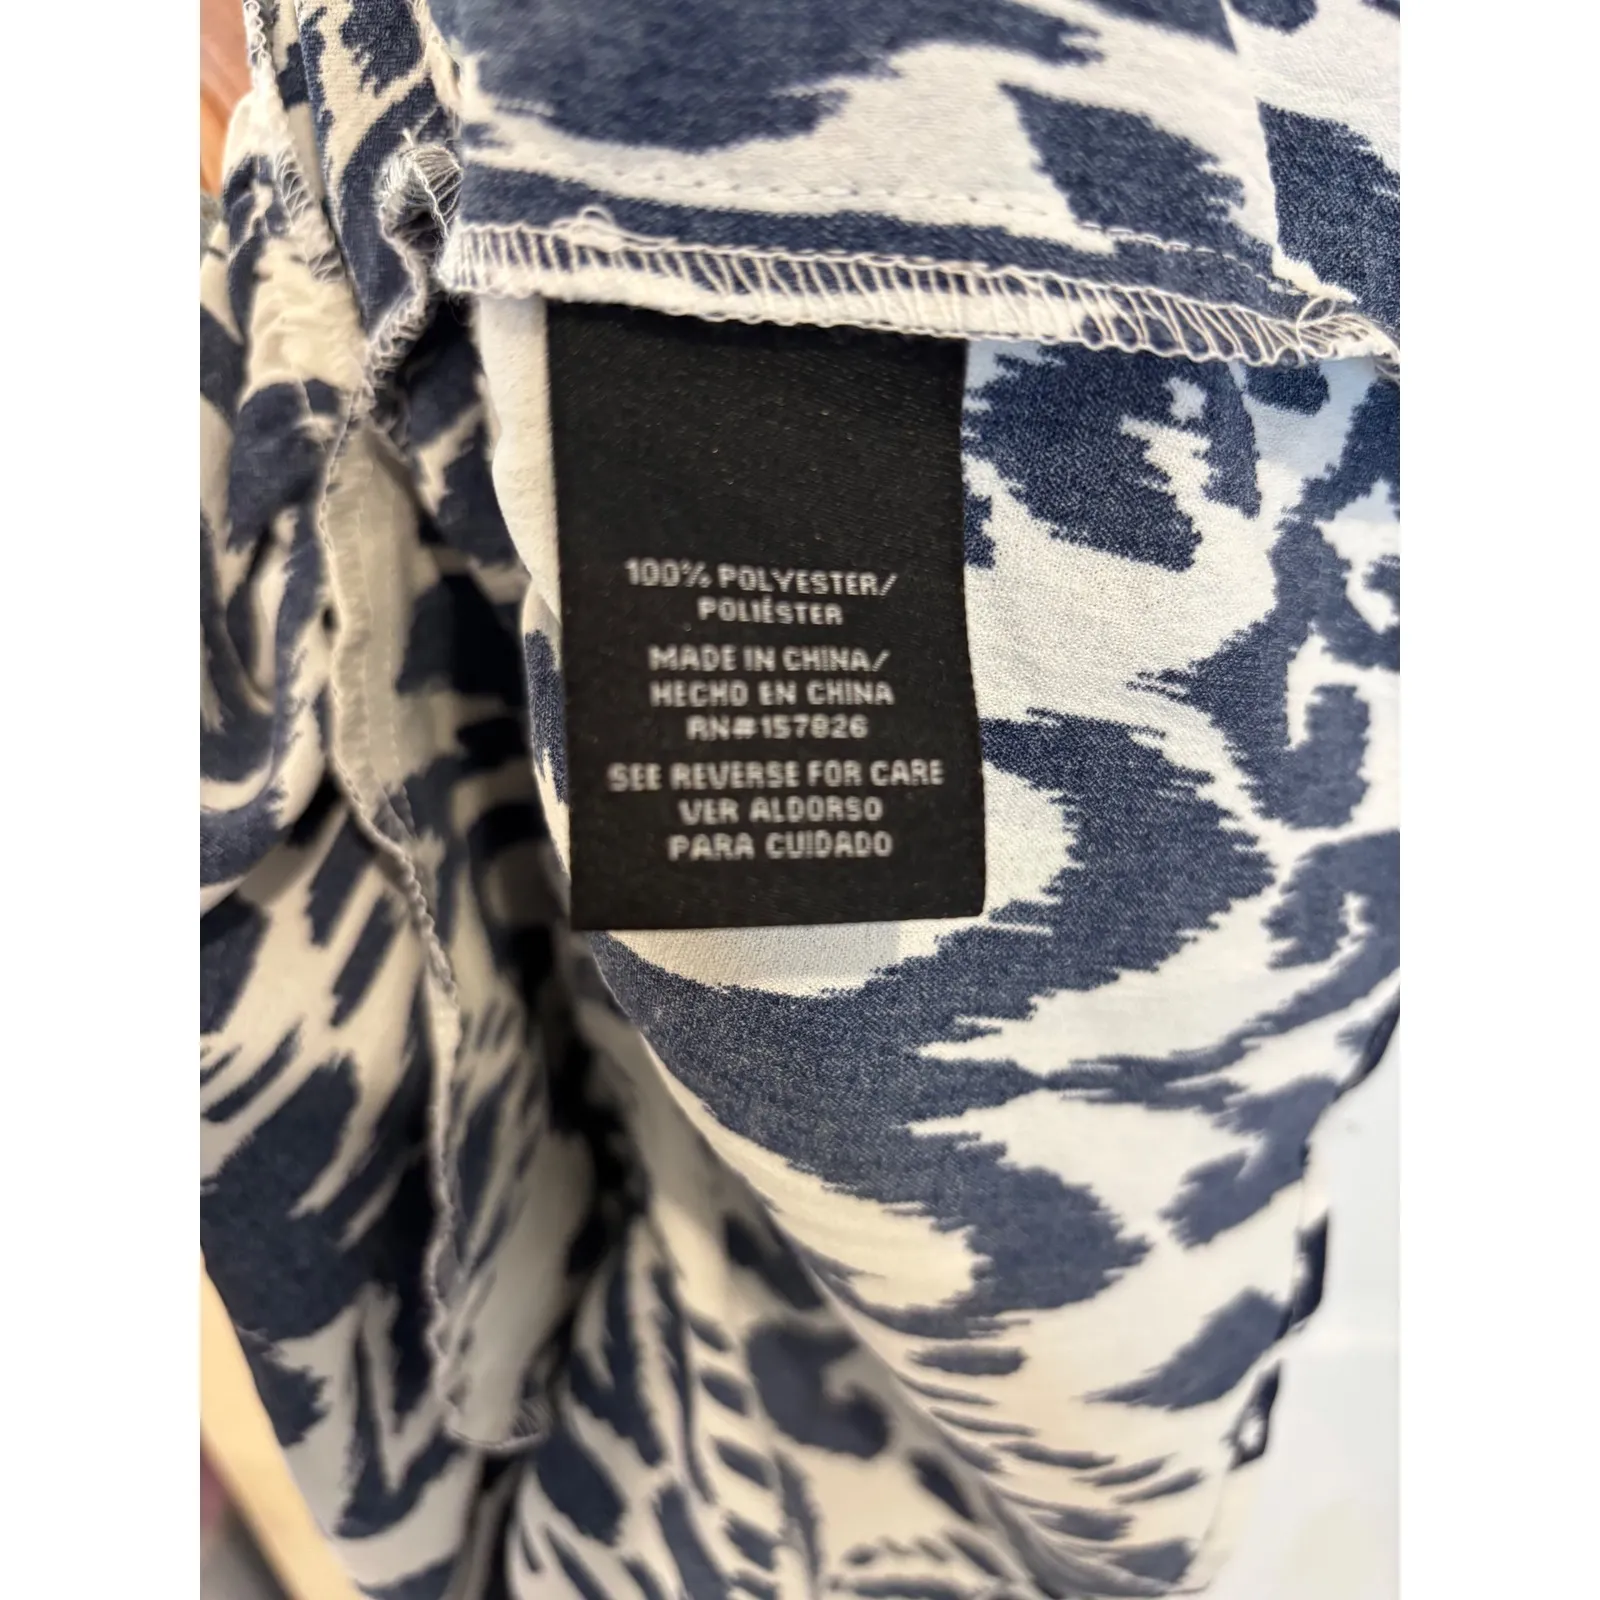 100% POLYESTER/
POLIÉSTER
MADE IN CHINA/
HECHO EN CHINA
RN#157826
SEE REVERSE FOR CARE
VER ALDORSO
PARA CUIDADO